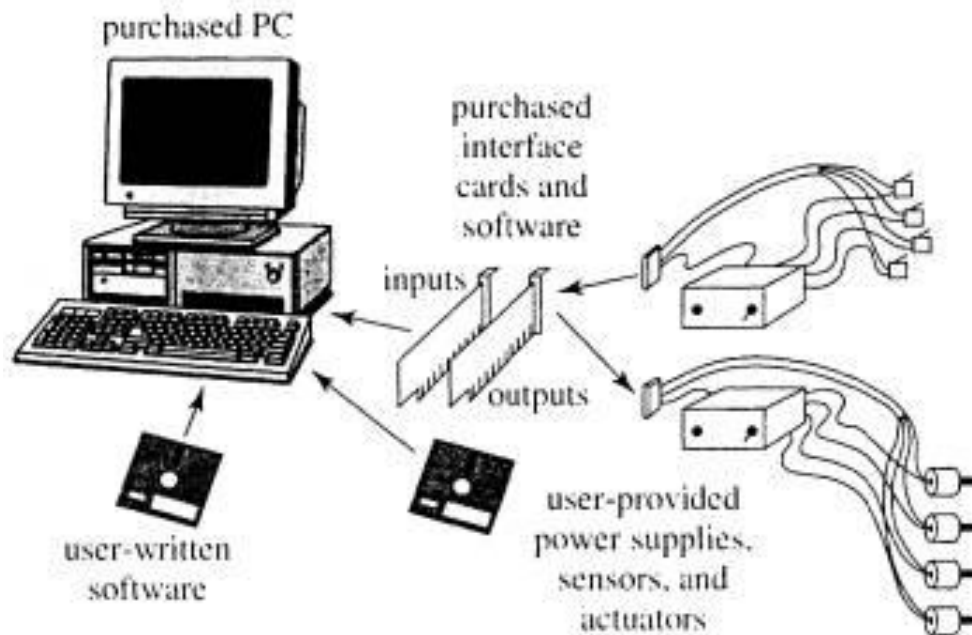 purchased PC
purchased
interface
cards and
software
inputs
outputs
user-written
software
user-provided
power supplies,
sensors, and
actuators